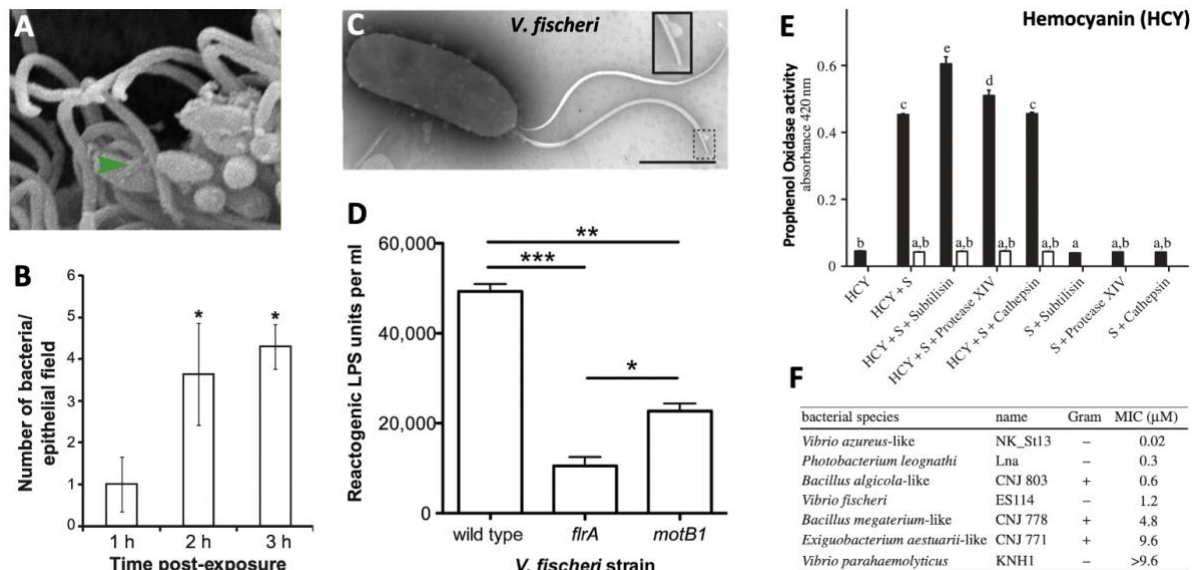 A
B
Number of bacteria/
epithelial field
6
5
4
3
2
1
0
*
*
1 h
2 h
3 h
Time post-exposure
C
V. fischeri
D
Reactogenic LPS units per ml
60,000
40,000
20,000
0
**
***
*
wild type
flrA
motB1
V. fischeri strain
E
Hemocyanin (HCY)
Prophenol Oxidase activity
absorbance 420 nm
0.6
0.4
0.2
0
b
c
a,b
e
a,b
d
a,b
c
a,b
a
a,b
a,b
HCY
HCY + S
HCY + S + Subtilisin
HCY + S + Protease XIV
HCY + S + Cathepsin
S + Subtilisin
S + Protease XIV
S + Cathepsin
F
bacterial species name Gram MIC (µM)
Vibrio azureus-like NK_St13 – 0.02
Photobacterium leognathi Lna – 0.3
Bacillus algicola-like CNJ 803 + 0.6
Vibrio fischeri ES114 – 1.2
Bacillus megaterium-like CNJ 778 + 4.8
Exiguobacterium aestuarii-like CNJ 771 + 9.6
Vibrio parahaemolyticus KNH1 – >9.6